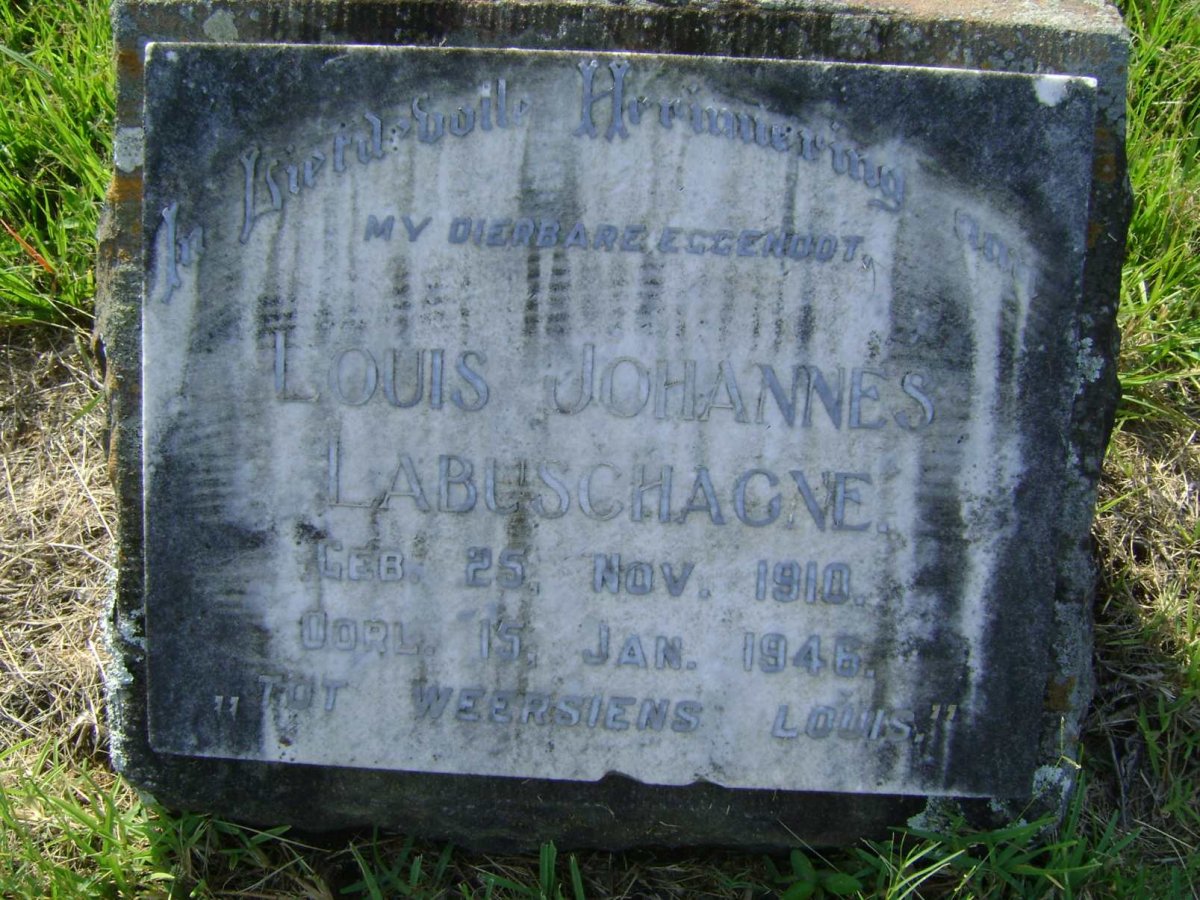 In Liefdevolle Herinnering aan
MY DIERBARE EGGENOOT,
LOUIS JOHANNES
LABUSCHAGNE.
GEB. 25, NOV. 1910.
OORL. 15, JAN. 1946.
"TOT WEERSIENS LOUIS."